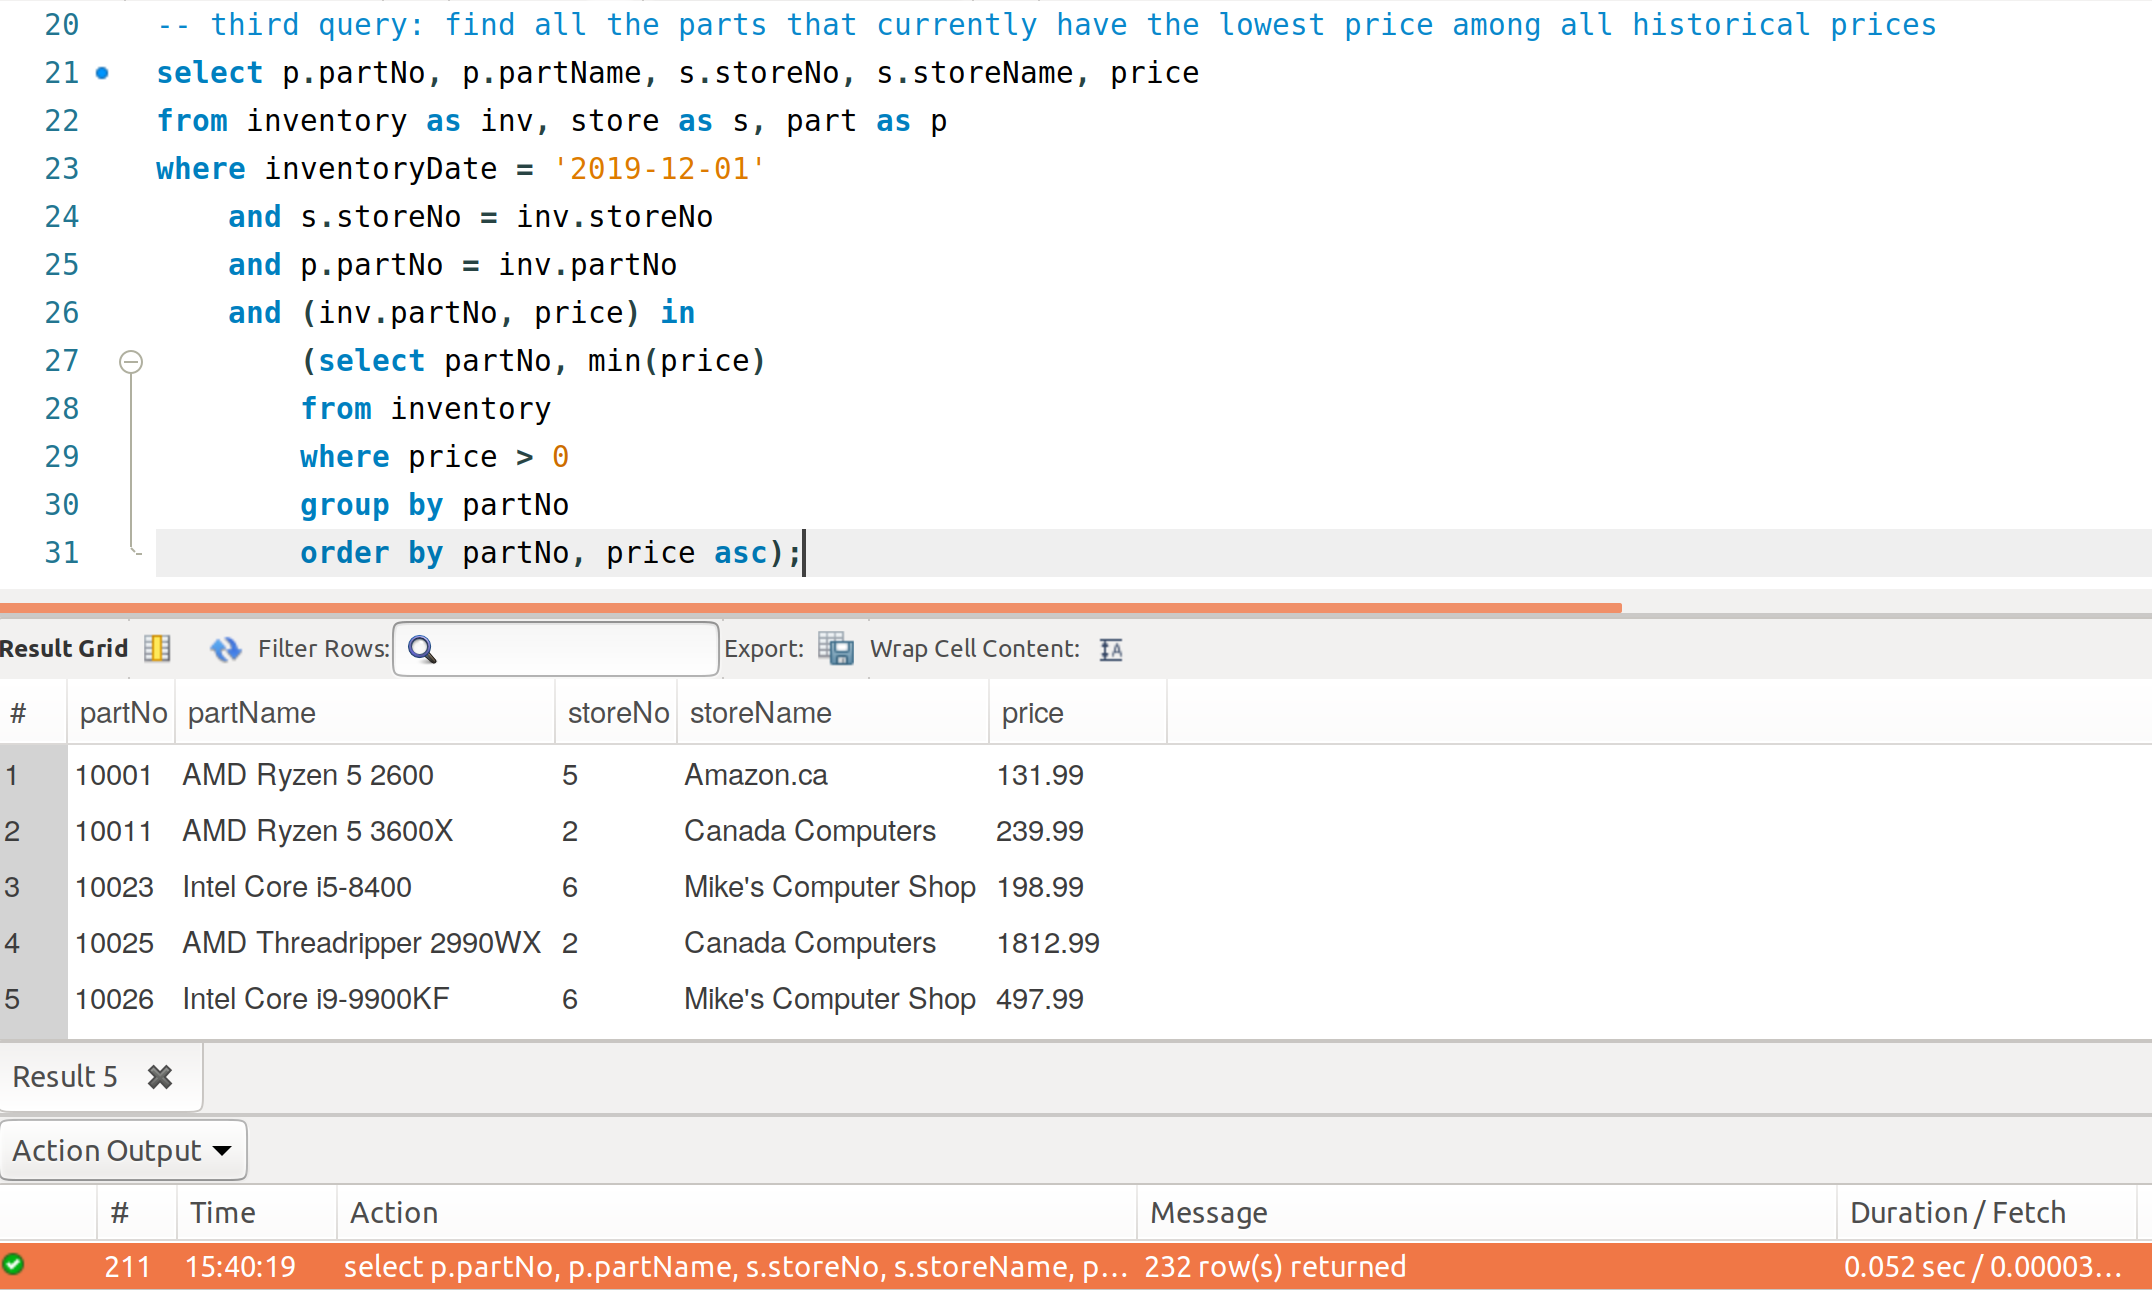 20 -- third query: find all the parts that currently have the lowest price among all historical prices
21 select p.partNo, p.partName, s.storeNo, s.storeName, price
22 from inventory as inv, store as s, part as p
23 where inventoryDate = '2019-12-01'
24 and s.storeNo = inv.storeNo
25 and p.partNo = inv.partNo
26 and (inv.partNo, price) in
27 (select partNo, min(price)
28 from inventory
29 where price > 0
30 group by partNo
31 order by partNo, price asc);
Result Grid Filter Rows: Export: Wrap Cell Content:
# partNo partName storeNo storeName price
1 10001 AMD Ryzen 5 2600 5 Amazon.ca 131.99
2 10011 AMD Ryzen 5 3600X 2 Canada Computers 239.99
3 10023 Intel Core i5-8400 6 Mike's Computer Shop 198.99
4 10025 AMD Threadripper 2990WX 2 Canada Computers 1812.99
5 10026 Intel Core i9-9900KF 6 Mike's Computer Shop 497.99
Result 5
Action Output
# Time Action Message Duration / Fetch
211 15:40:19 select p.partNo, p.partName, s.storeNo, s.storeName, p... 232 row(s) returned 0.052 sec / 0.00003...